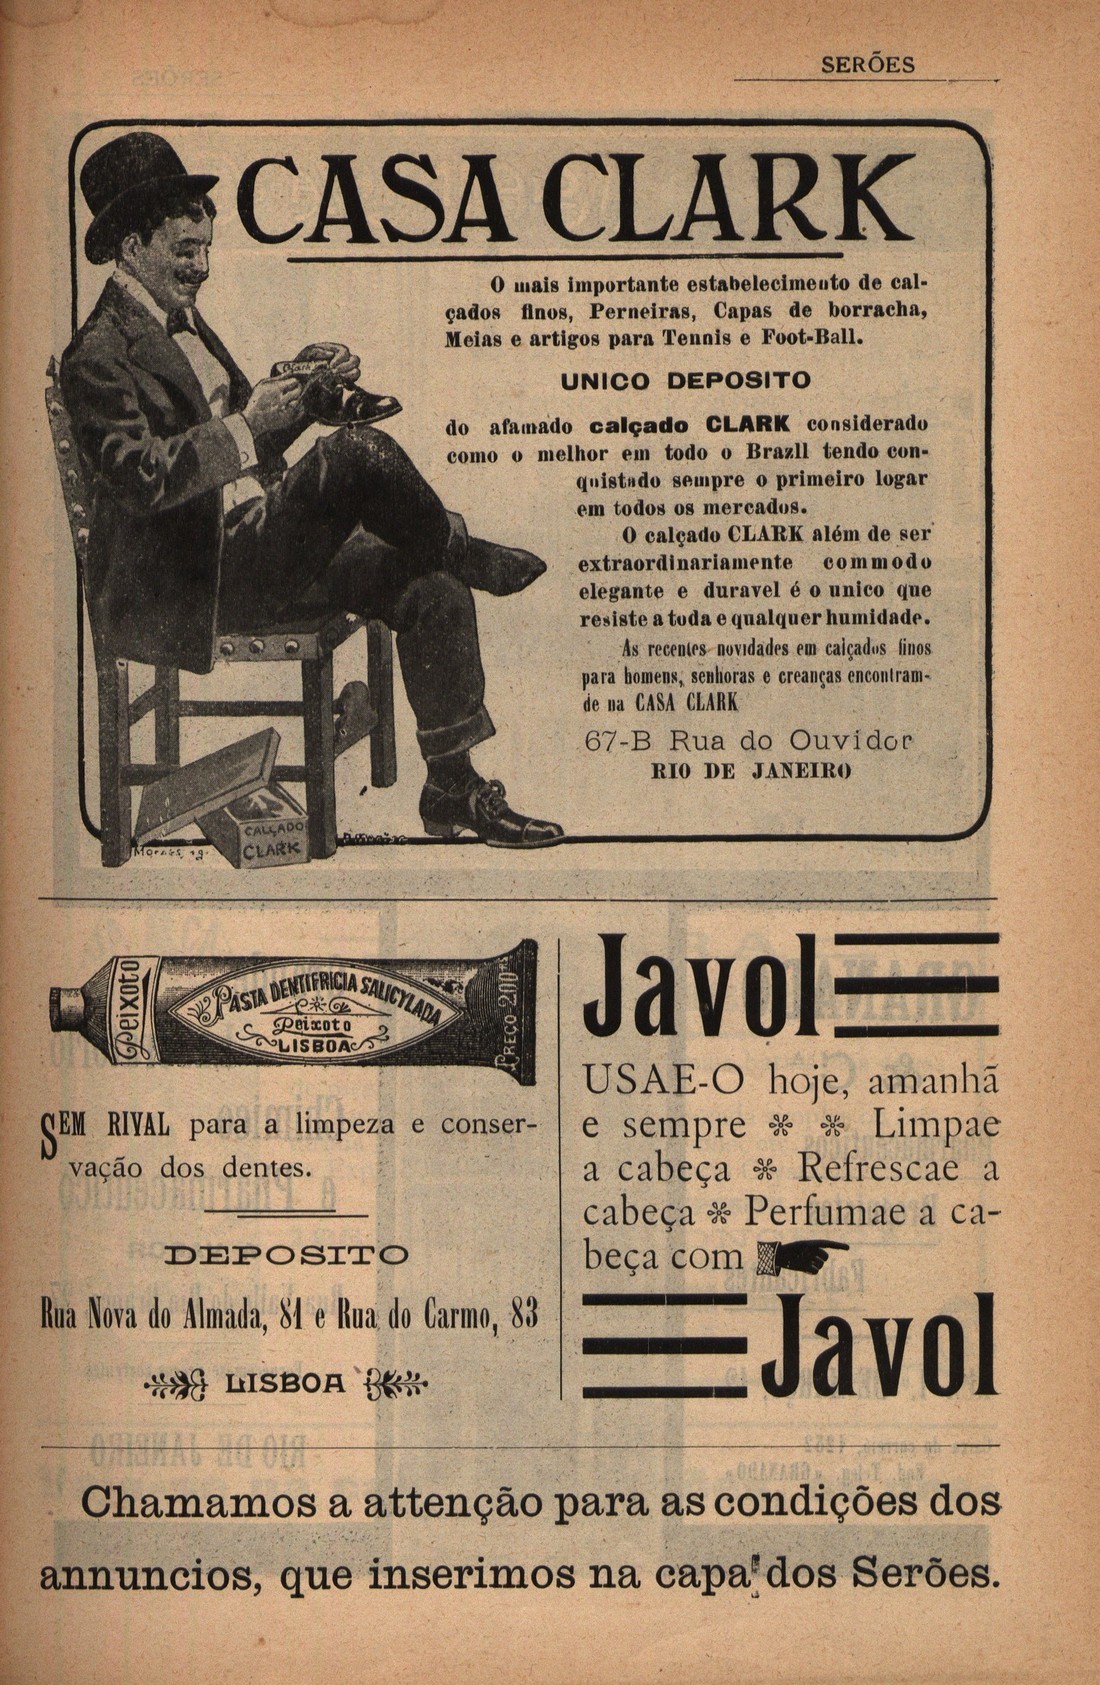 SERÕES
CASA CLARK
O mais importante estabelecimento de cal-
çados finos, Perneiras, Capas de borracha,
Meias e artigos para Tennis e Foot-Ball.
UNICO DEPOSITO
do afamado calçado CLARK considerado
como o melhor em todo o Brazil tendo con-
quistado sempre o primeiro logar
em todos os mercados.
O calçado CLARK além de ser
extraordinariamente commodo
elegante e duravel é o unico que
resiste a toda e qualquer humidade.
As recentes novidades em calçados finos
para homens, senhoras e creanças encontram-
de na CASA CLARK
67-B Rua do Ouvidor
RIO DE JANEIRO
CALÇADO
CLARK
Peixoto
PASTA DENTIFRICIA SALICYLADA
Peixoto
LISBOA
PREÇO 200
SEM RIVAL para a limpeza e conser-
vação dos dentes.
DEPOSITO
Rua Nova do Almada, 81 e Rua do Carmo, 83
LISBOA
Javol
USAE-O hoje, amanhã
e sempre Limpae
a cabeça Refrescae a
cabeça Perfumae a ca-
beça com
Javol
Chamamos a attenção para as condições dos
annuncios, que inserimos na capa dos Serões.